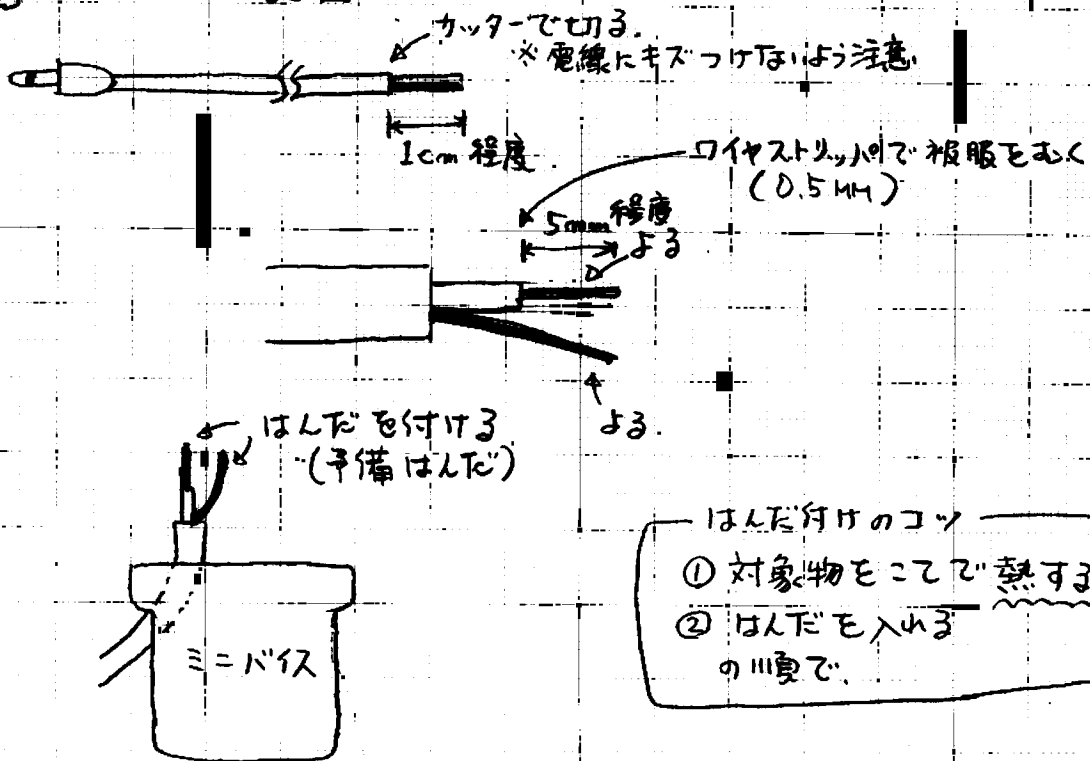 カッターで切る.
※電線にキズつけないよう注意
1cm 程度
ワイヤストリッパで被服をむく
(0.5MM)
5mm程度
よる
よる.
はんだを付ける
(予備はんだ)
ミニバイス
はんだ付けのコツ
① 対象物をこてで熱する
② はんだを入れる
の順で.